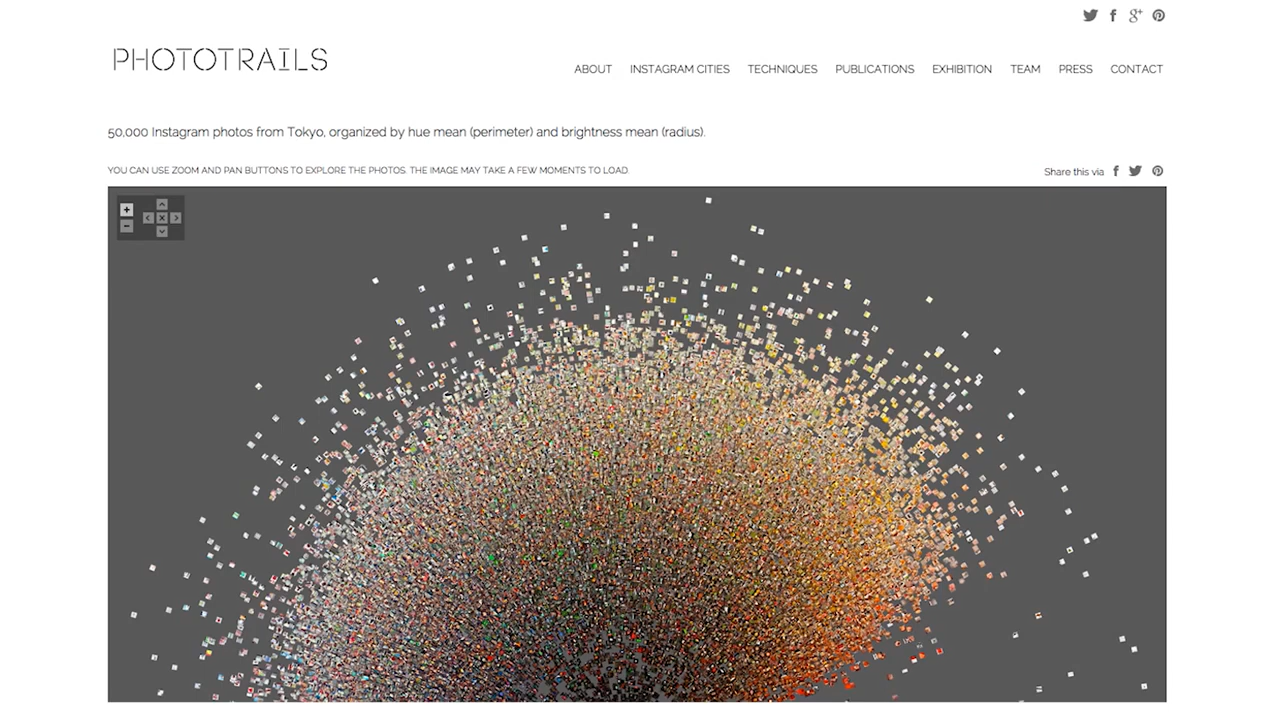 PHOTOTRAILS
ABOUT INSTAGRAM CITIES TECHNIQUES PUBLICATIONS EXHIBITION TEAM PRESS CONTACT
50,000 Instagram photos from Tokyo, organized by hue mean (perimeter) and brightness mean (radius).
YOU CAN USE ZOOM AND PAN BUTTONS TO EXPLORE THE PHOTOS. THE IMAGE MAY TAKE A FEW MOMENTS TO LOAD.
Share this via